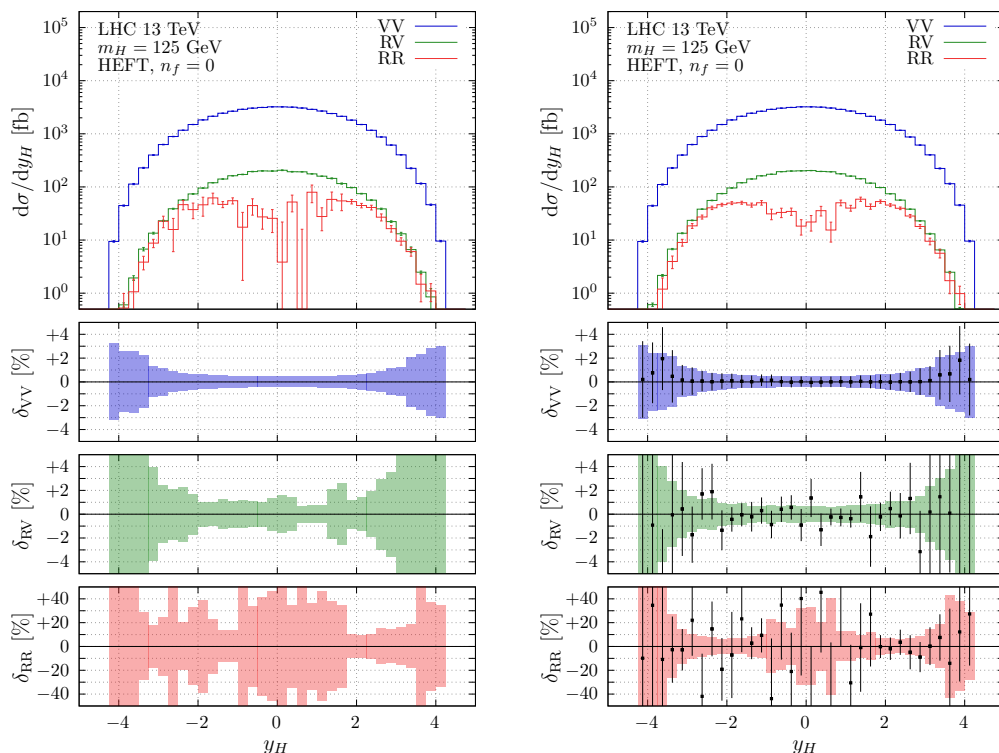 LHC 13 TeV
m_H = 125 GeV
HEFT, n_f = 0
VV
RV
RR
dσ/dy_H [fb]
10^5
10^4
10^3
10^2
10^1
10^0
δ_VV [%]
+4
+2
0
−2
−4
δ_RV [%]
+4
+2
0
−2
−4
δ_RR [%]
+40
+20
0
−20
−40
−4 −2 0 2 4
y_H
LHC 13 TeV
m_H = 125 GeV
HEFT, n_f = 0
VV
RV
RR
dσ/dy_H [fb]
10^5
10^4
10^3
10^2
10^1
10^0
δ_VV [%]
+4
+2
0
−2
−4
δ_RV [%]
+4
+2
0
−2
−4
δ_RR [%]
+40
+20
0
−20
−40
−4 −2 0 2 4
y_H